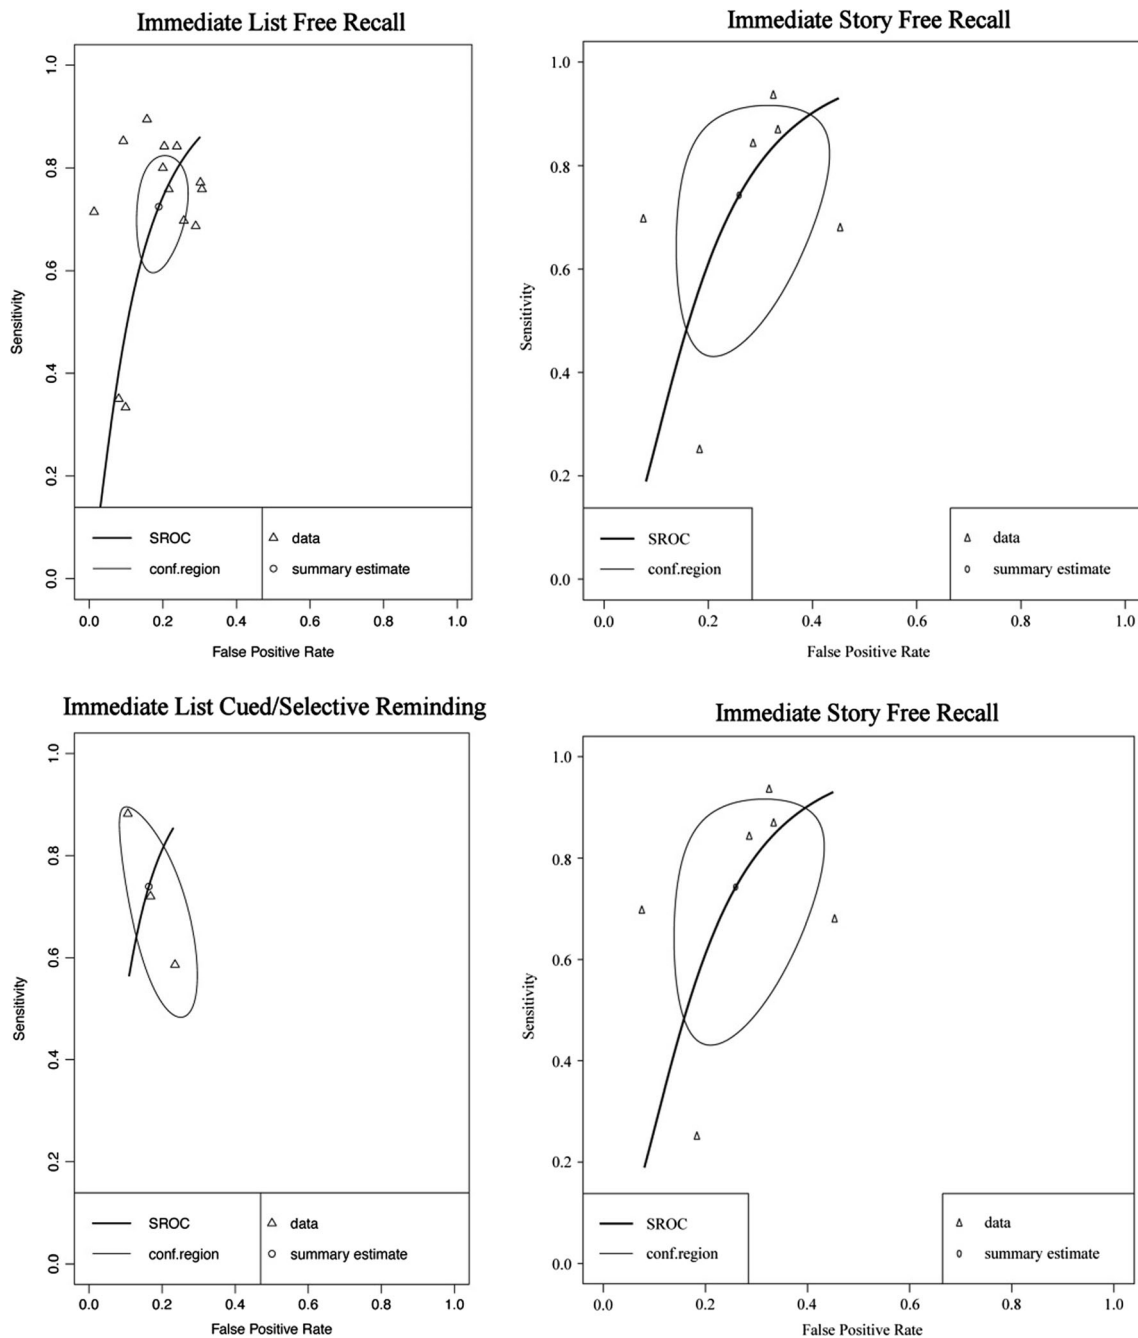 Immediate List Free Recall
1.0
0.8
0.6
0.4
0.2
0.0
Sensitivity
SROC
conf.region
data
summary estimate
0.0 0.2 0.4 0.6 0.8 1.0
False Positive Rate
Immediate Story Free Recall
1.0
0.8
0.6
0.4
0.2
0.0
Sensitivity
SROC
conf.region
data
summary estimate
0.0 0.2 0.4 0.6 0.8 1.0
False Positive Rate
Immediate List Cued/Selective Reminding
1.0
0.8
0.6
0.4
0.2
0.0
Sensitivity
SROC
conf.region
data
summary estimate
0.0 0.2 0.4 0.6 0.8 1.0
False Positive Rate
Immediate Story Free Recall
1.0
0.8
0.6
0.4
0.2
0.0
Sensitivity
SROC
conf.region
data
summary estimate
0.0 0.2 0.4 0.6 0.8 1.0
False Positive Rate